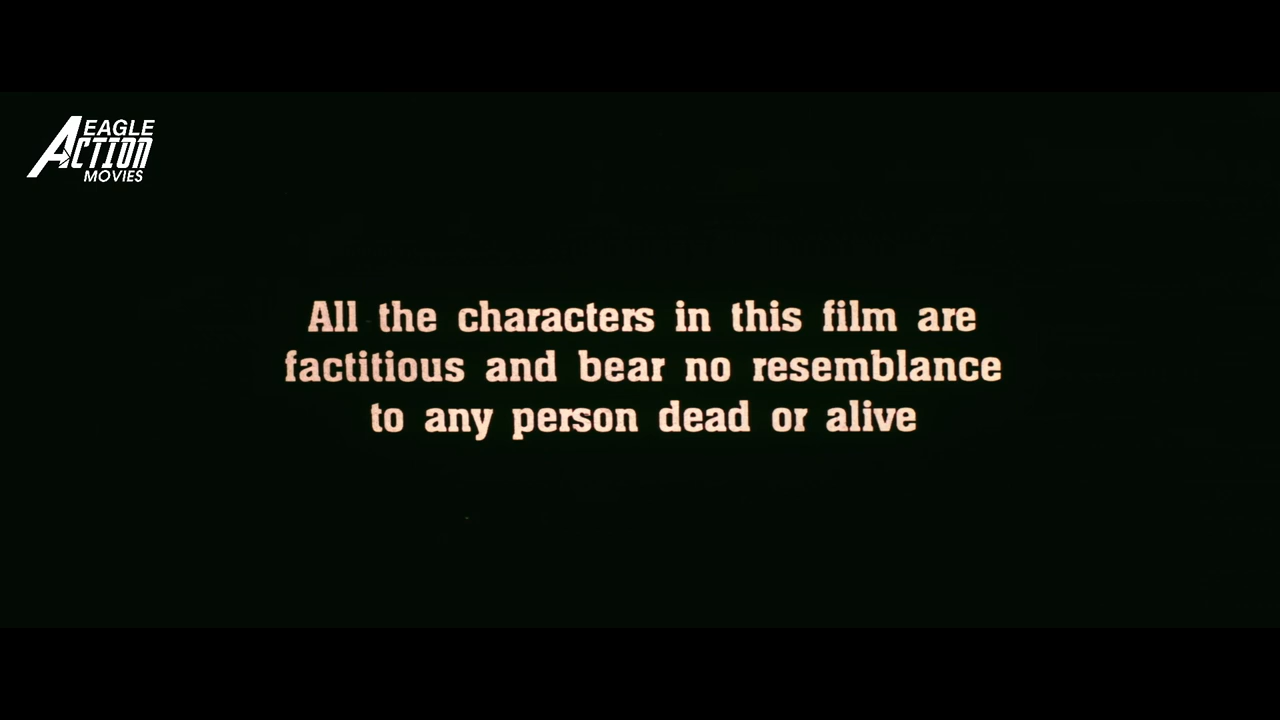 EAGLE
ACTION
MOVIES
All the characters in this film are
factitious and bear no resemblance
to any person dead or alive